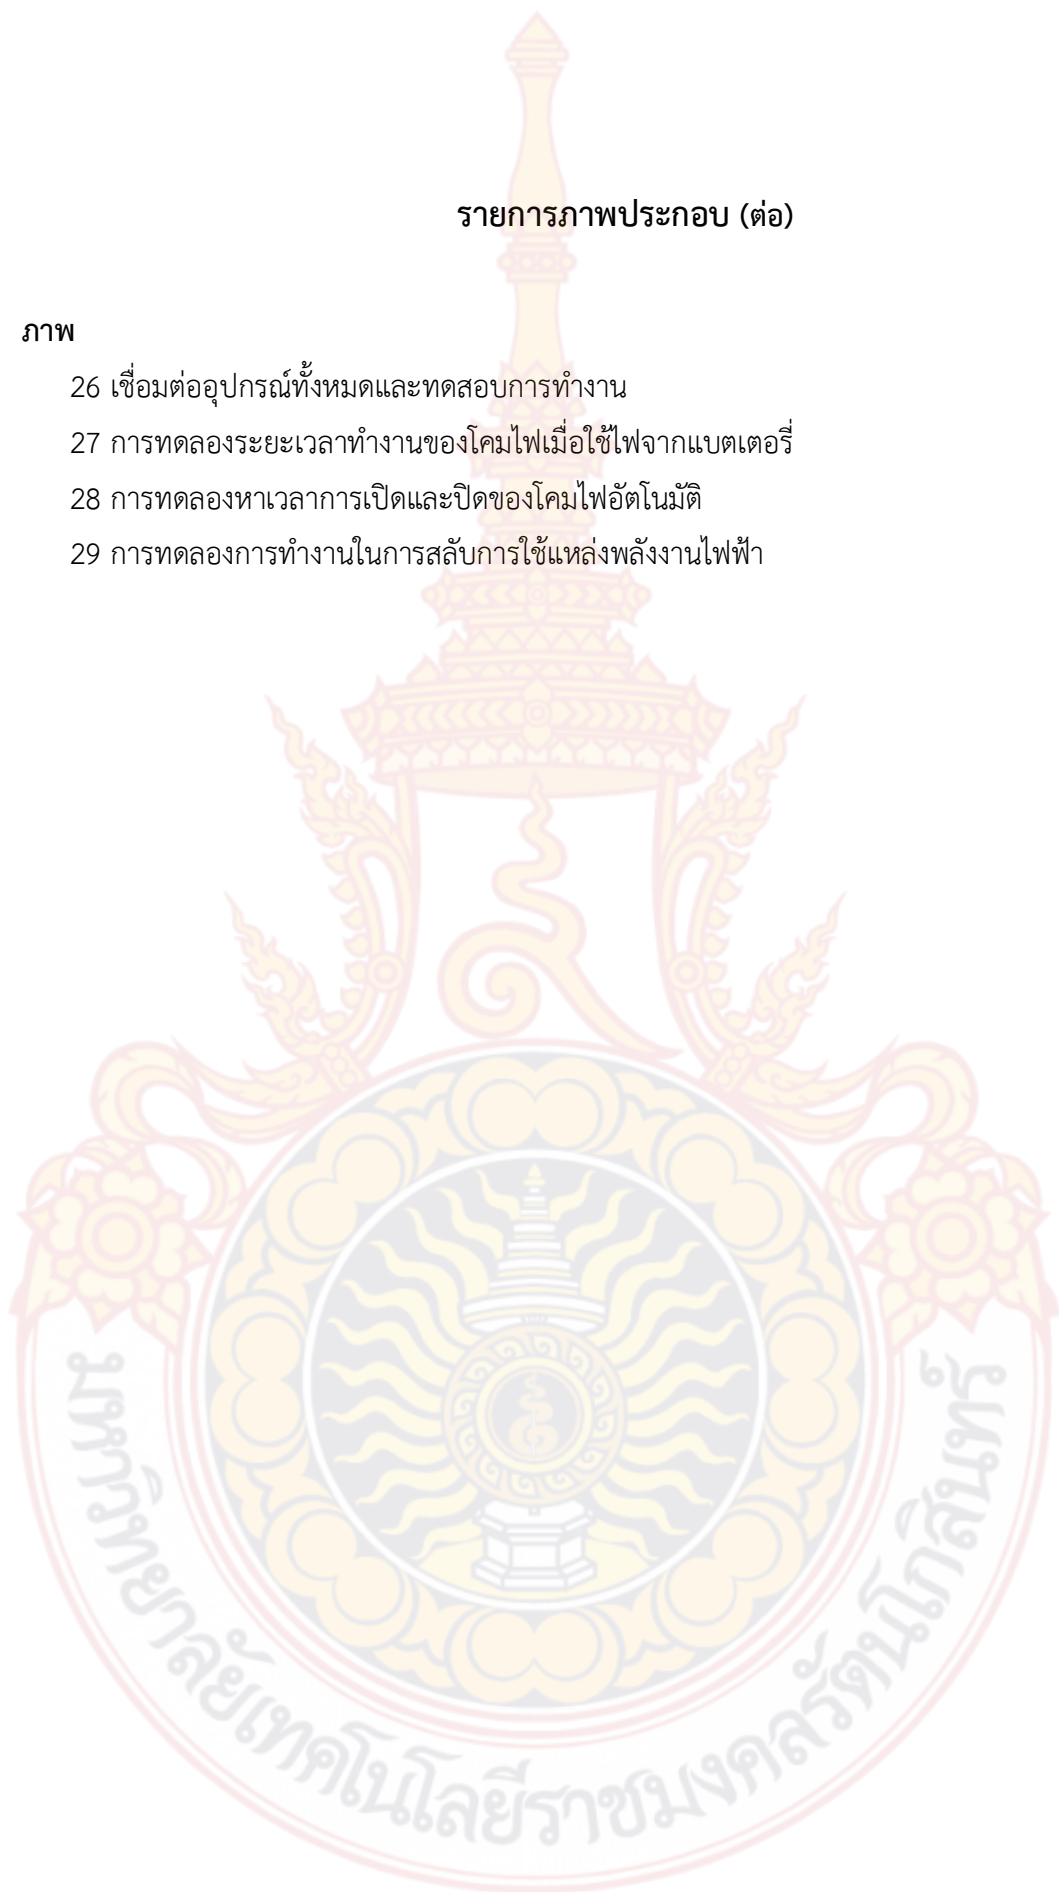 รายการภาพประกอบ (ต่อ)
ภาพ
26 เชื่อมต่ออุปกรณ์ทั้งหมดและทดสอบการทำงาน
27 การทดลองระยะเวลาทำงานของโคมไฟเมื่อใช้ไฟจากแบตเตอรี่
28 การทดลองหาเวลาการเปิดและปิดของโคมไฟอัตโนมัติ
29 การทดลองการทำงานในการสลับการใช้แหล่งพลังงานไฟฟ้า
มหาวิทยาลัยเทคโนโลยีราชมงคลรัตนโกสินทร์